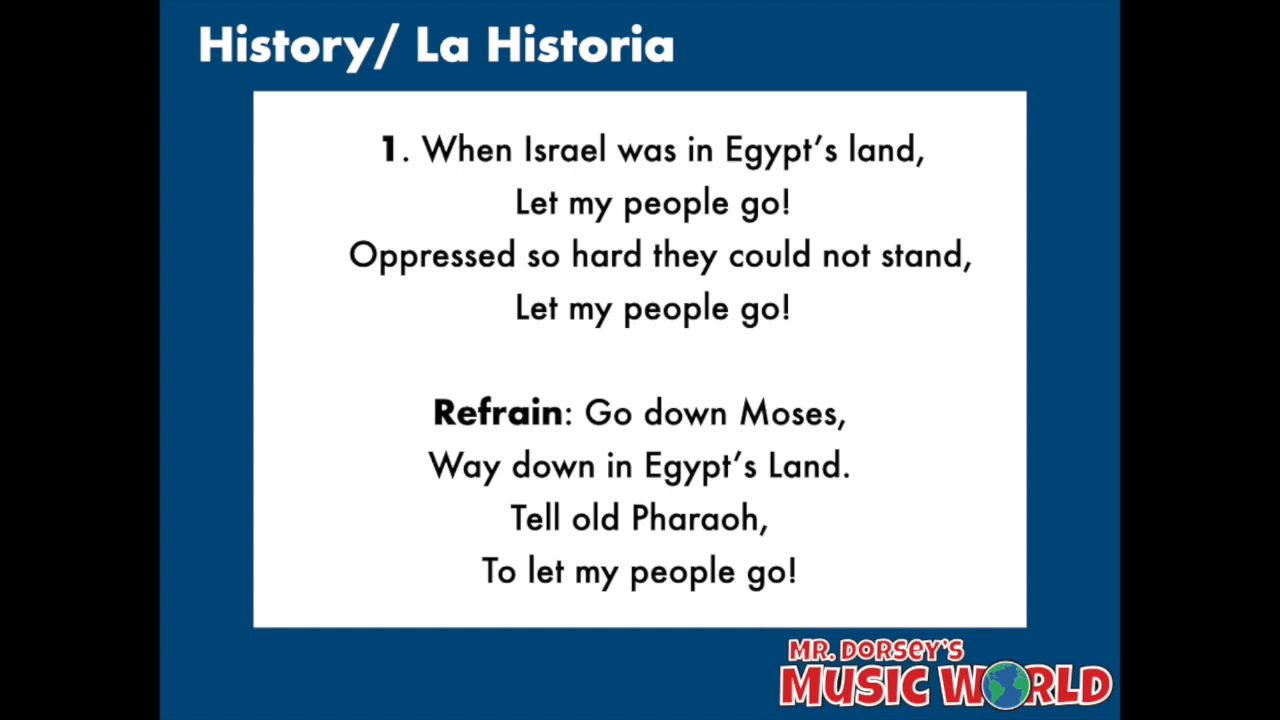 History/ La Historia
1. When Israel was in Egypt’s land,
Let my people go!
Oppressed so hard they could not stand,
Let my people go!
Refrain: Go down Moses,
Way down in Egypt’s Land.
Tell old Pharaoh,
To let my people go!
MR. DORSEY'S
MUSIC WORLD